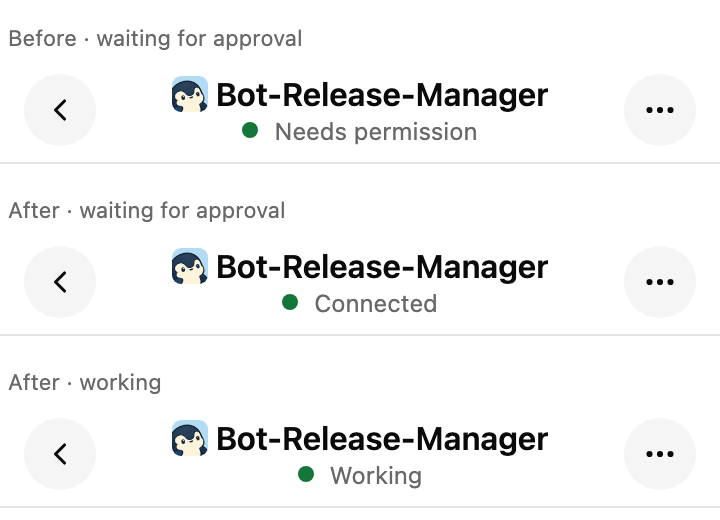 Before · waiting for approval
Bot-Release-Manager
Needs permission
After · waiting for approval
Bot-Release-Manager
Connected
After · working
Bot-Release-Manager
Working